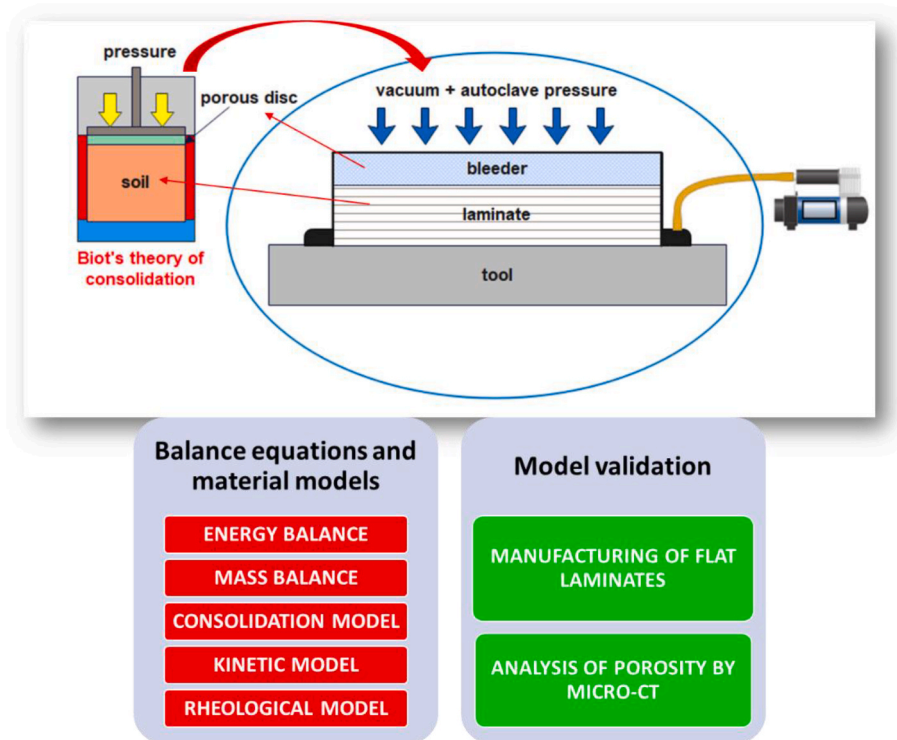 pressure
porous disc
soil
Biot's theory of
consolidation
vacuum + autoclave pressure
bleeder
laminate
tool
Balance equations and
material models
ENERGY BALANCE
MASS BALANCE
CONSOLIDATION MODEL
KINETIC MODEL
RHEOLOGICAL MODEL
Model validation
MANUFACTURING OF FLAT
LAMINATES
ANALYSIS OF POROSITY BY
MICRO-CT